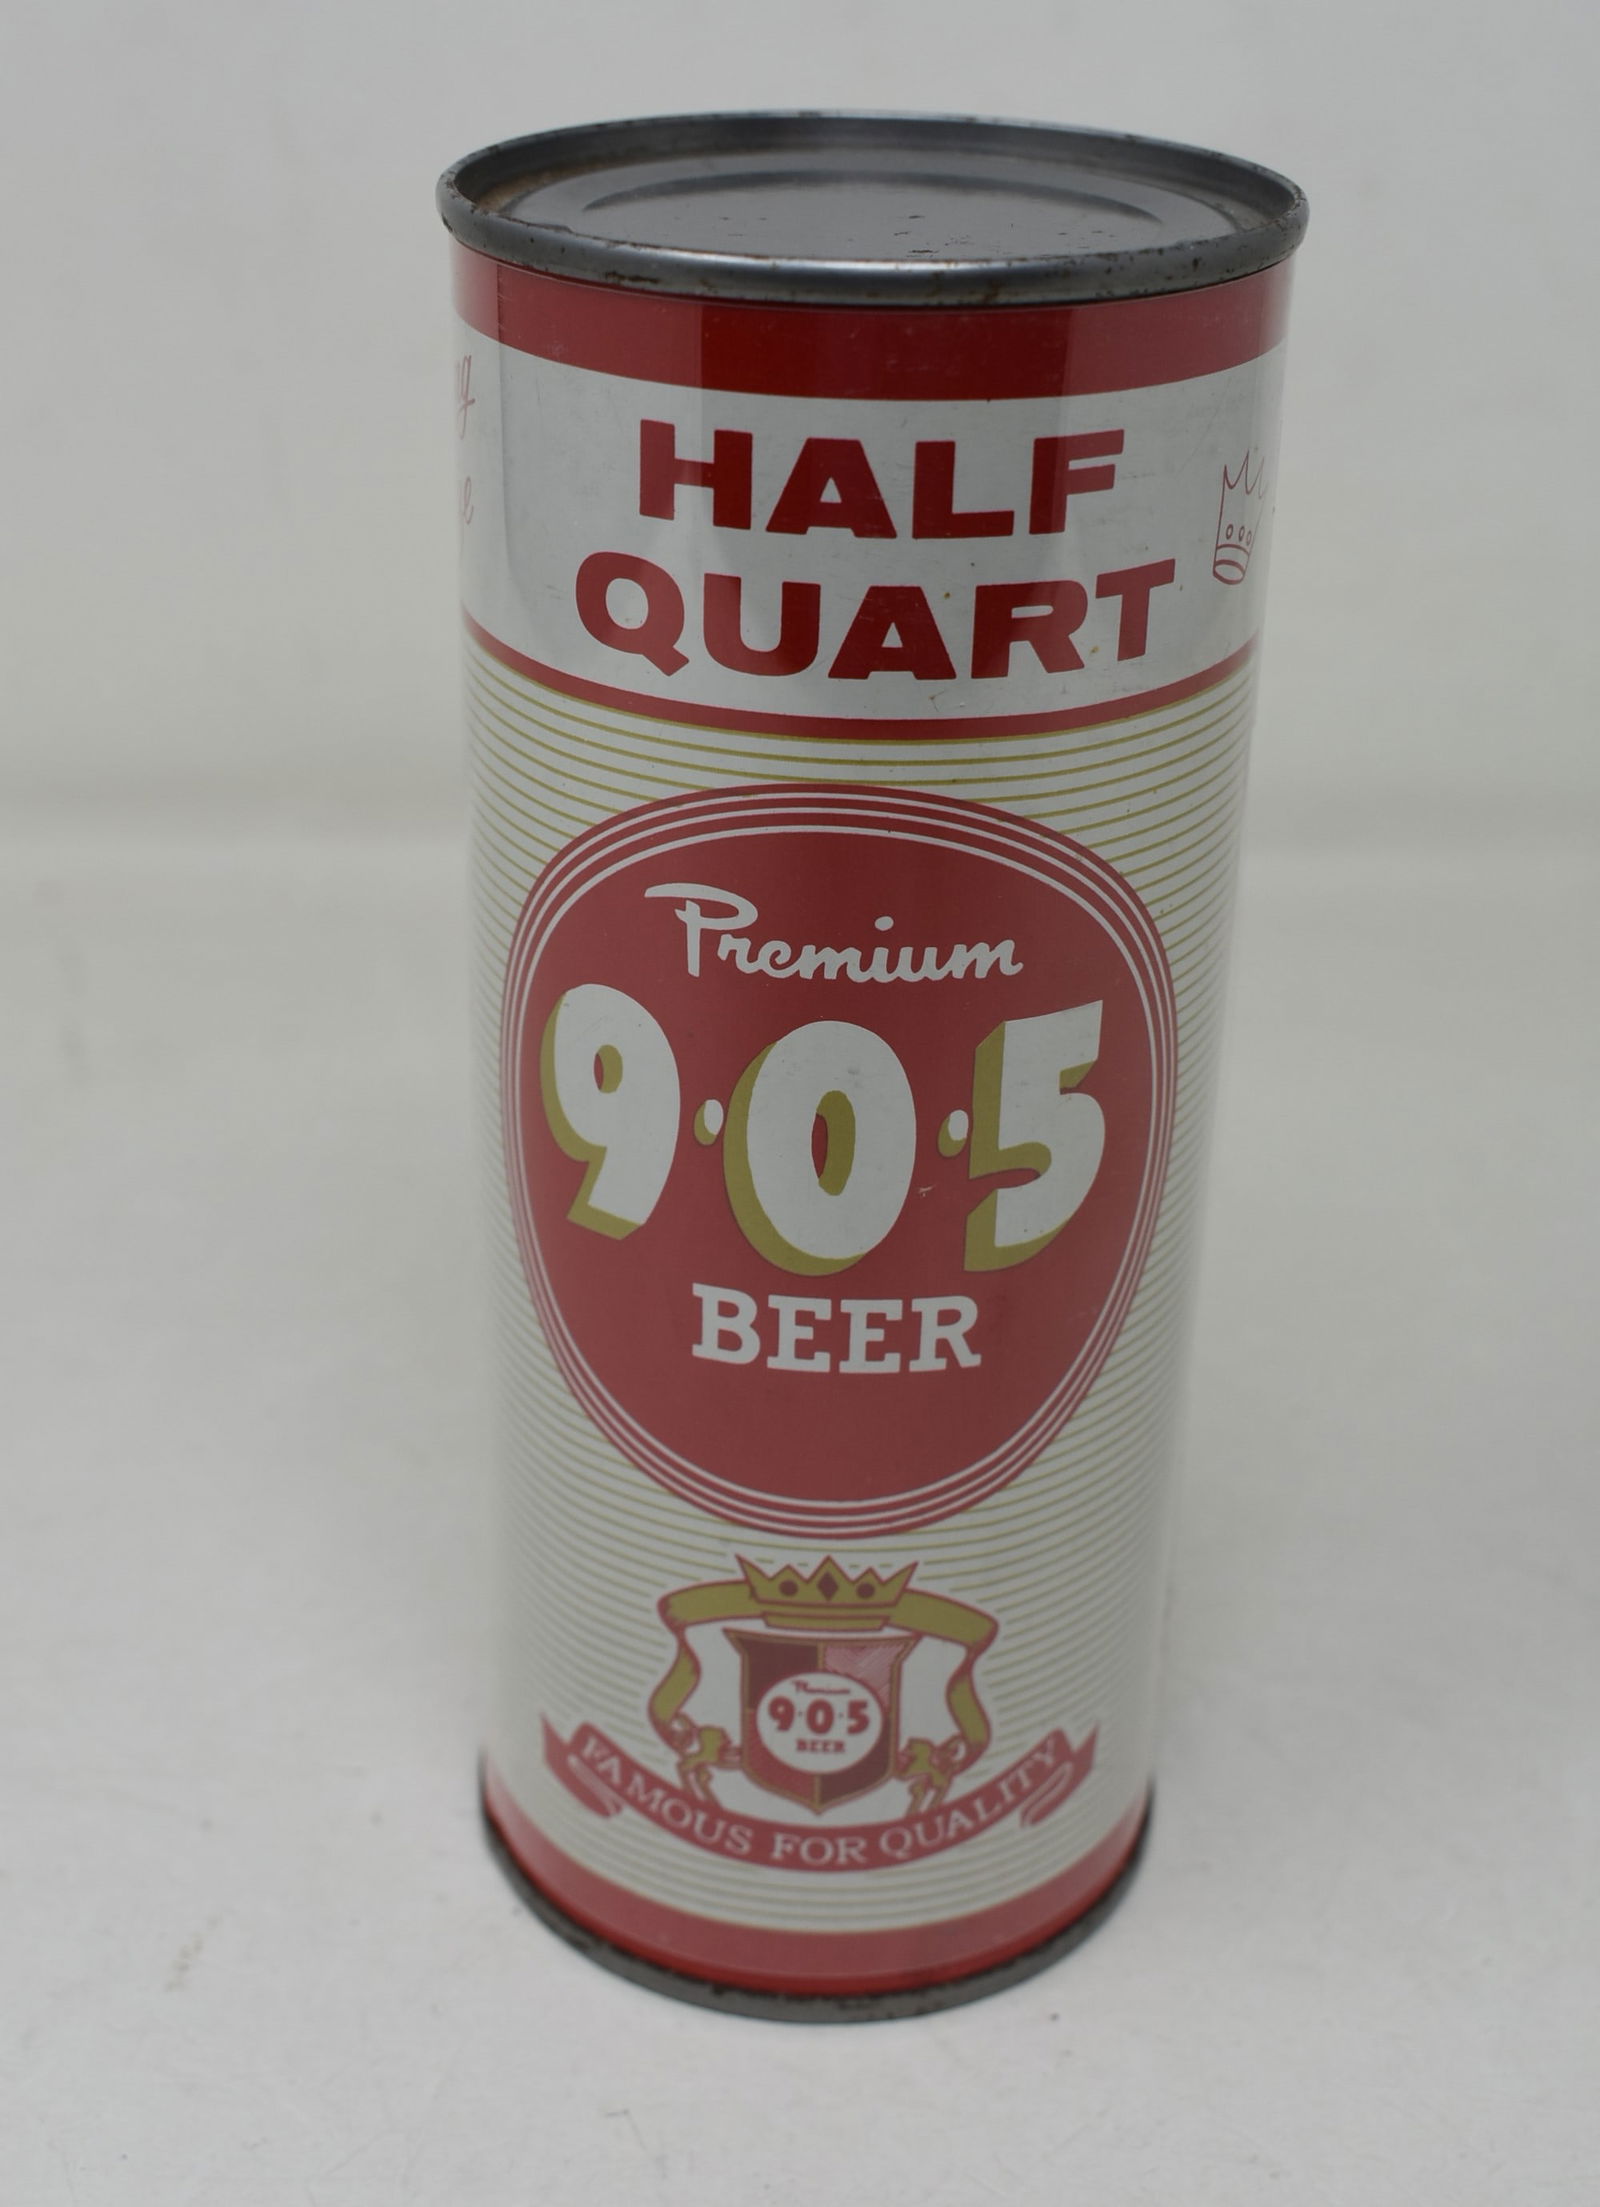 HALF
QUART
Premium
9·0·5
BEER
Premium
9·0·5
BEER
FAMOUS FOR QUALITY